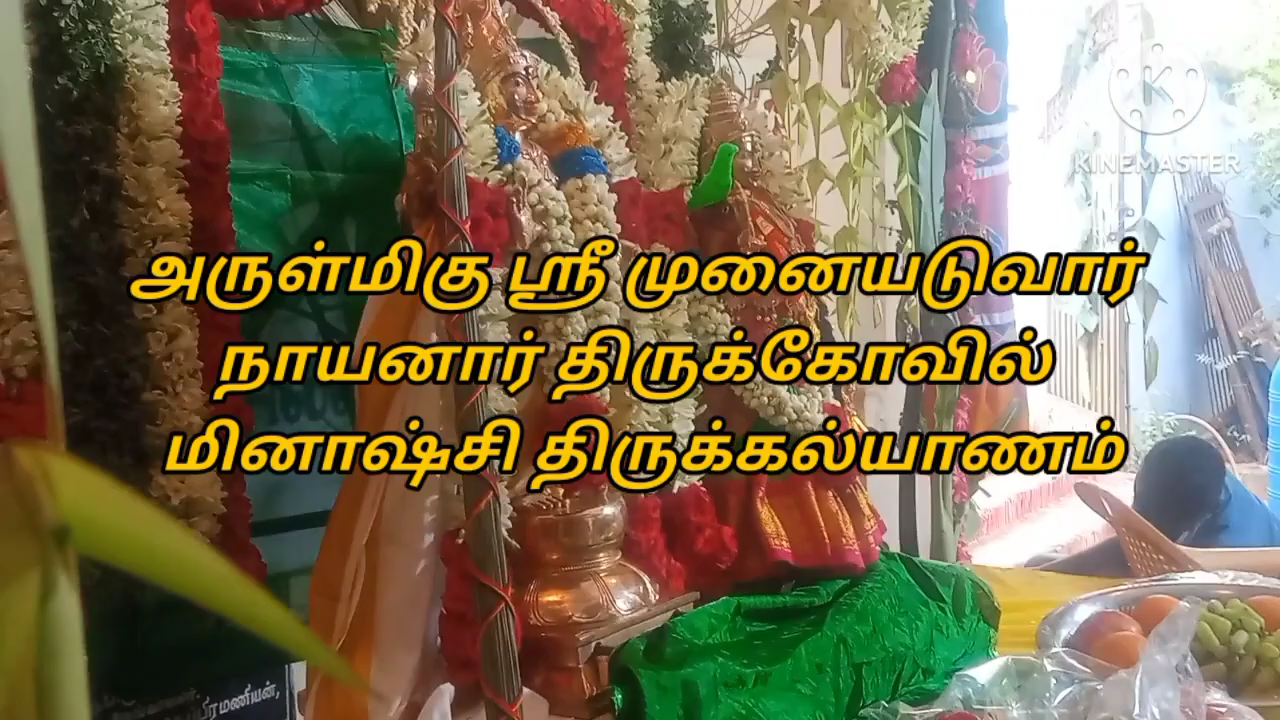 KINEMASTER
அருள்மிகு ஸ்ரீ முனையடுவார்
நாயனார் திருக்கோவில்
மினாஷ்சி திருக்கல்யாணம்